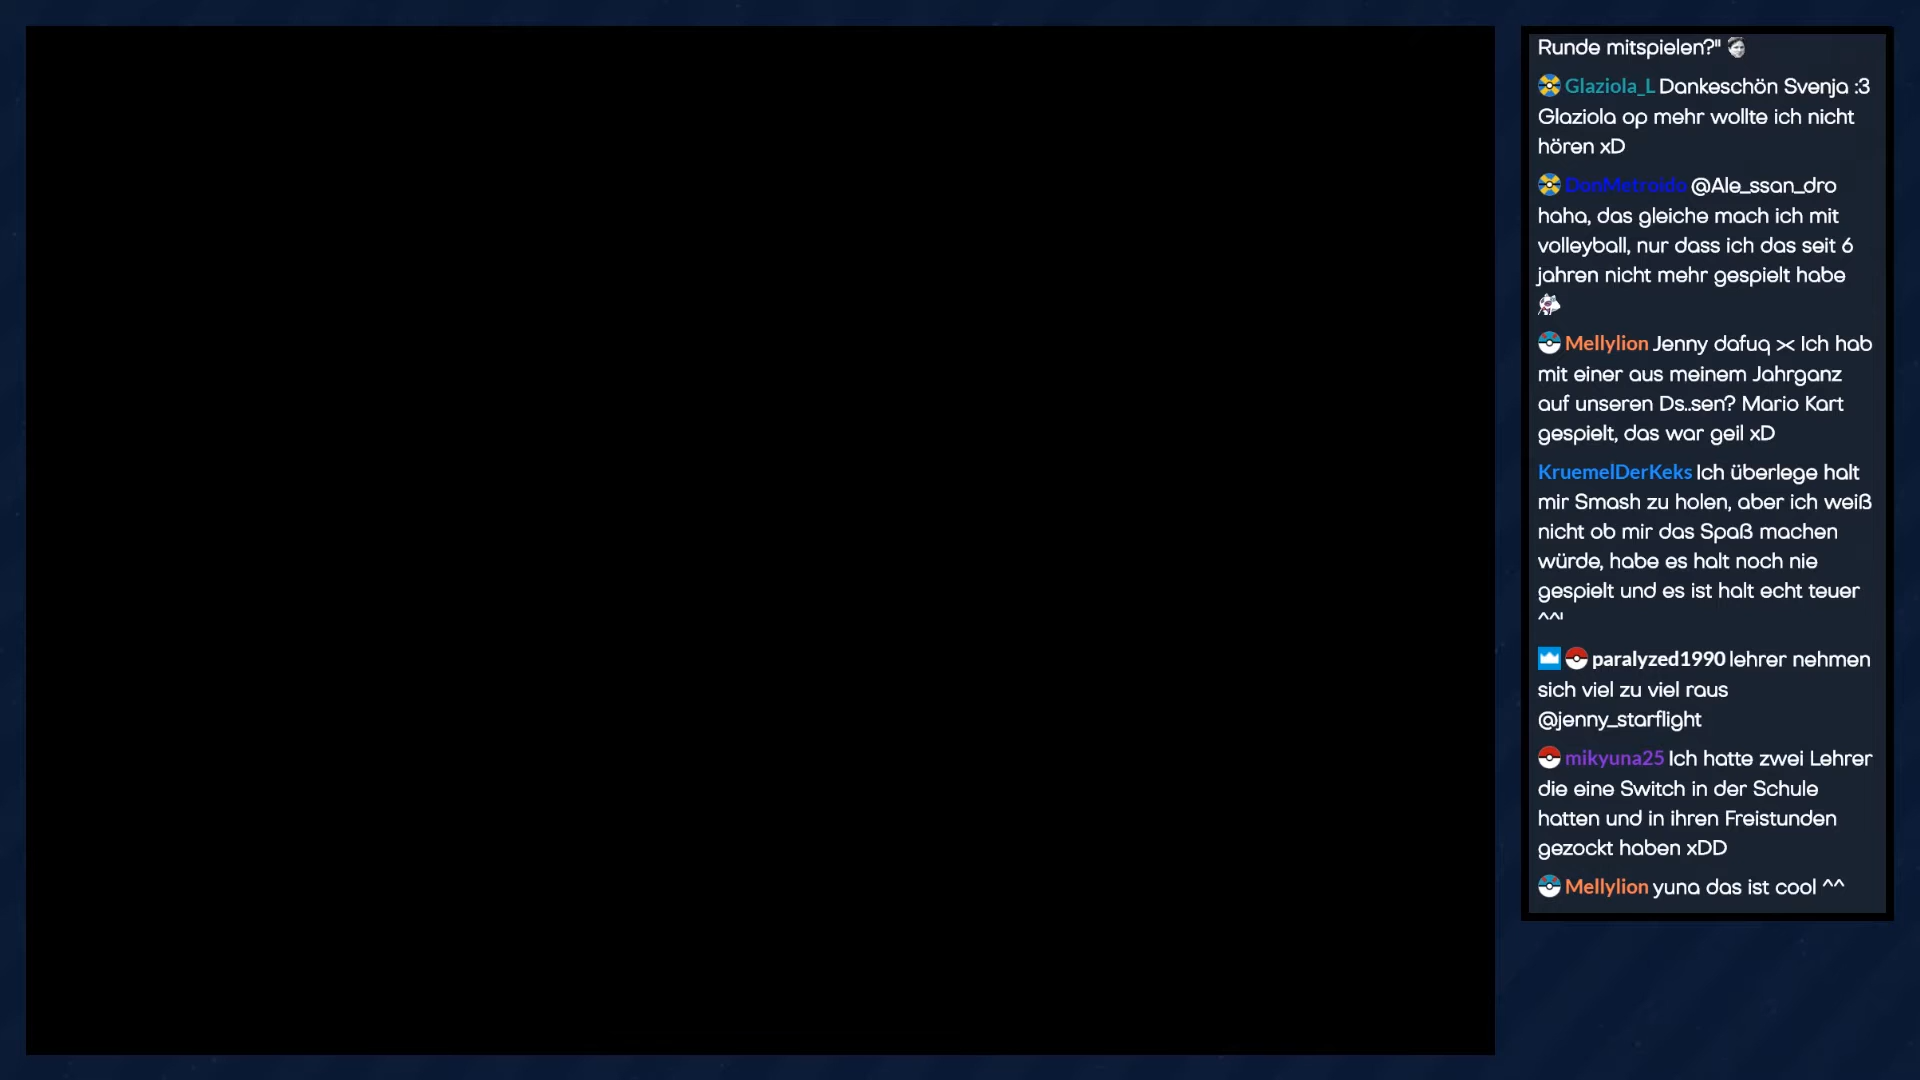 Runde mitspielen?"
Glaziola_L Dankeschön Svenja :3
Glaziola op mehr wollte ich nicht
hören xD
DonMetroido @Ale_ssan_dro
haha, das gleiche mach ich mit
volleyball, nur dass ich das seit 6
jahren nicht mehr gespielt habe
Mellylion Jenny dafuq >< Ich hab
mit einer aus meinem Jahrganz
auf unseren Ds..sen? Mario Kart
gespielt, das war geil xD
KruemelDerKeks Ich überlege halt
mir Smash zu holen, aber ich weiß
nicht ob mir das Spaß machen
würde, habe es halt noch nie
gespielt und es ist halt echt teuer
^^'
paralyzed1990 lehrer nehmen
sich viel zu viel raus
@jenny_starflight
mikyuna25 Ich hatte zwei Lehrer
die eine Switch in der Schule
hatten und in ihren Freistunden
gezockt haben xDD
Mellylion yuna das ist cool ^^